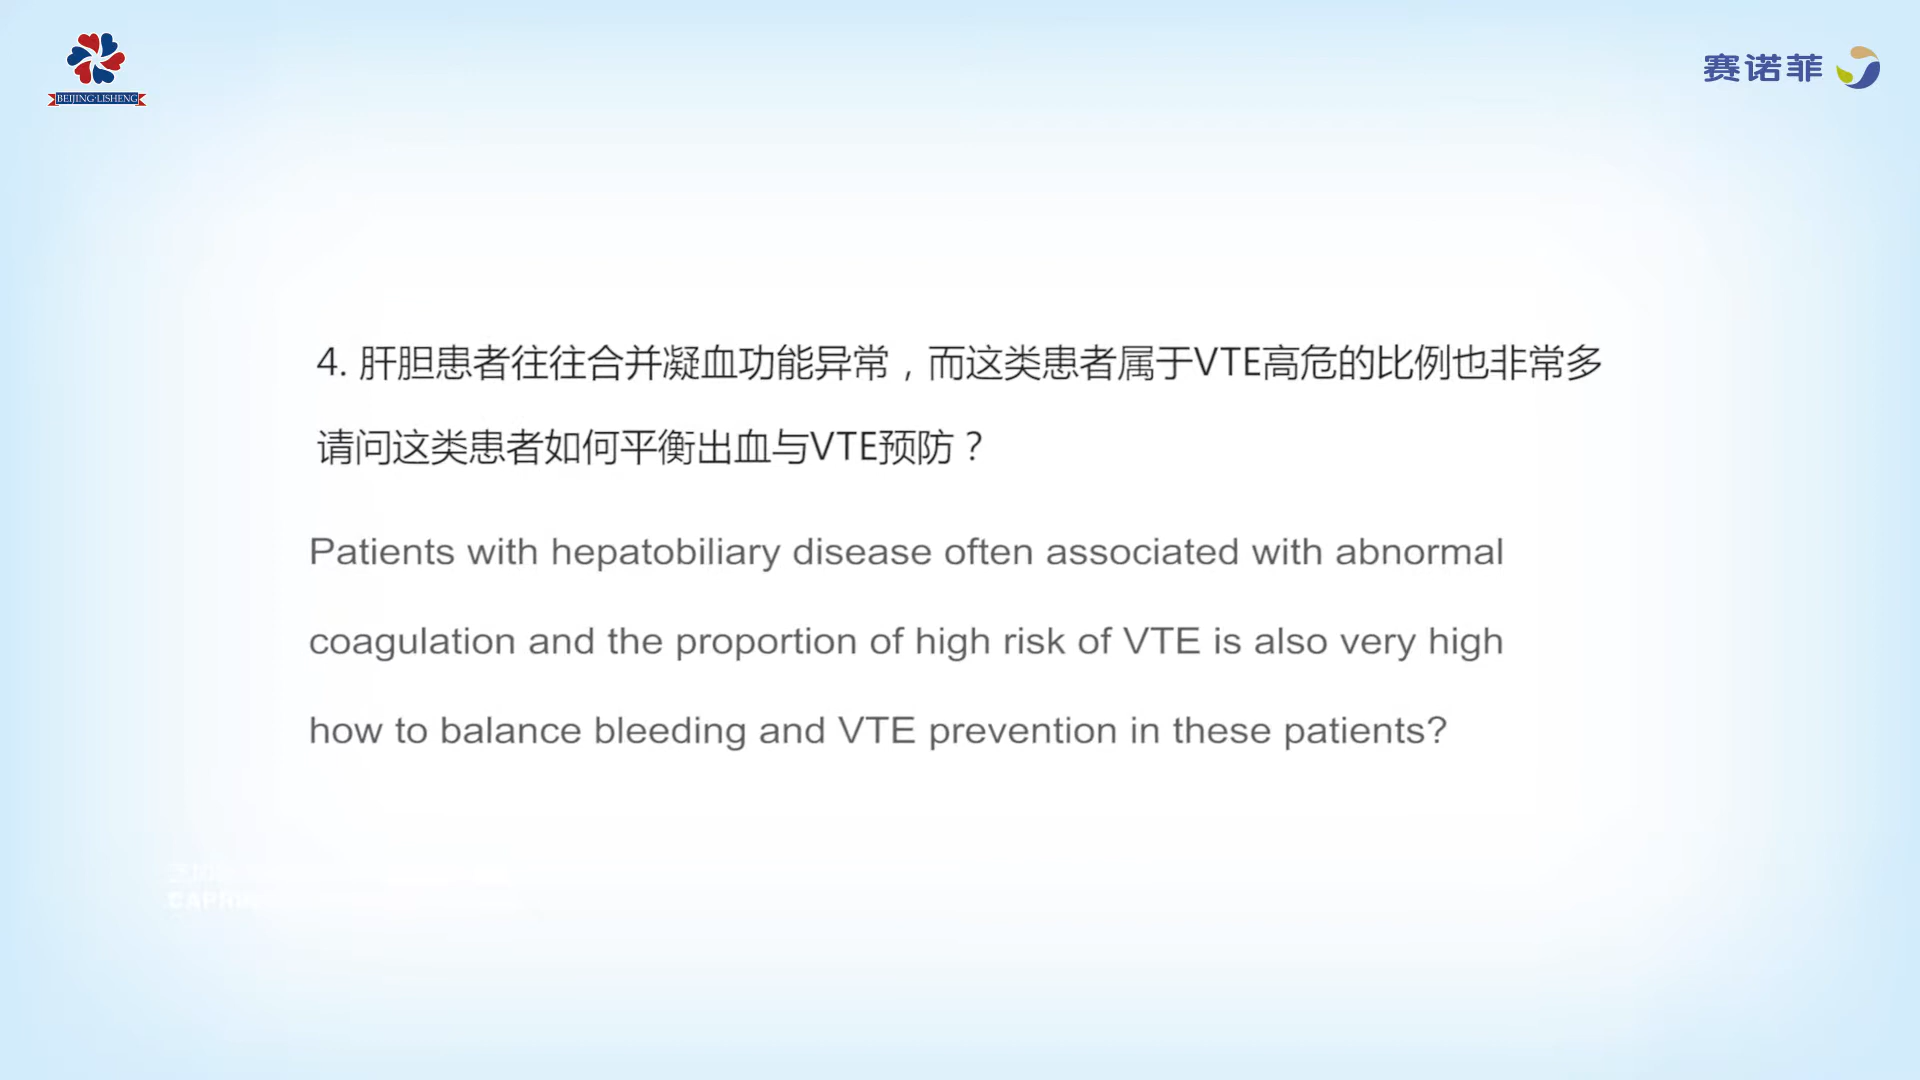 BEIJING·LISHENG
赛诺菲
4. 肝胆患者往往合并凝血功能异常，而这类患者属于VTE高危的比例也非常多
请问这类患者如何平衡出血与VTE预防？
Patients with hepatobiliary disease often associated with abnormal
coagulation and the proportion of high risk of VTE is also very high
how to balance bleeding and VTE prevention in these patients?